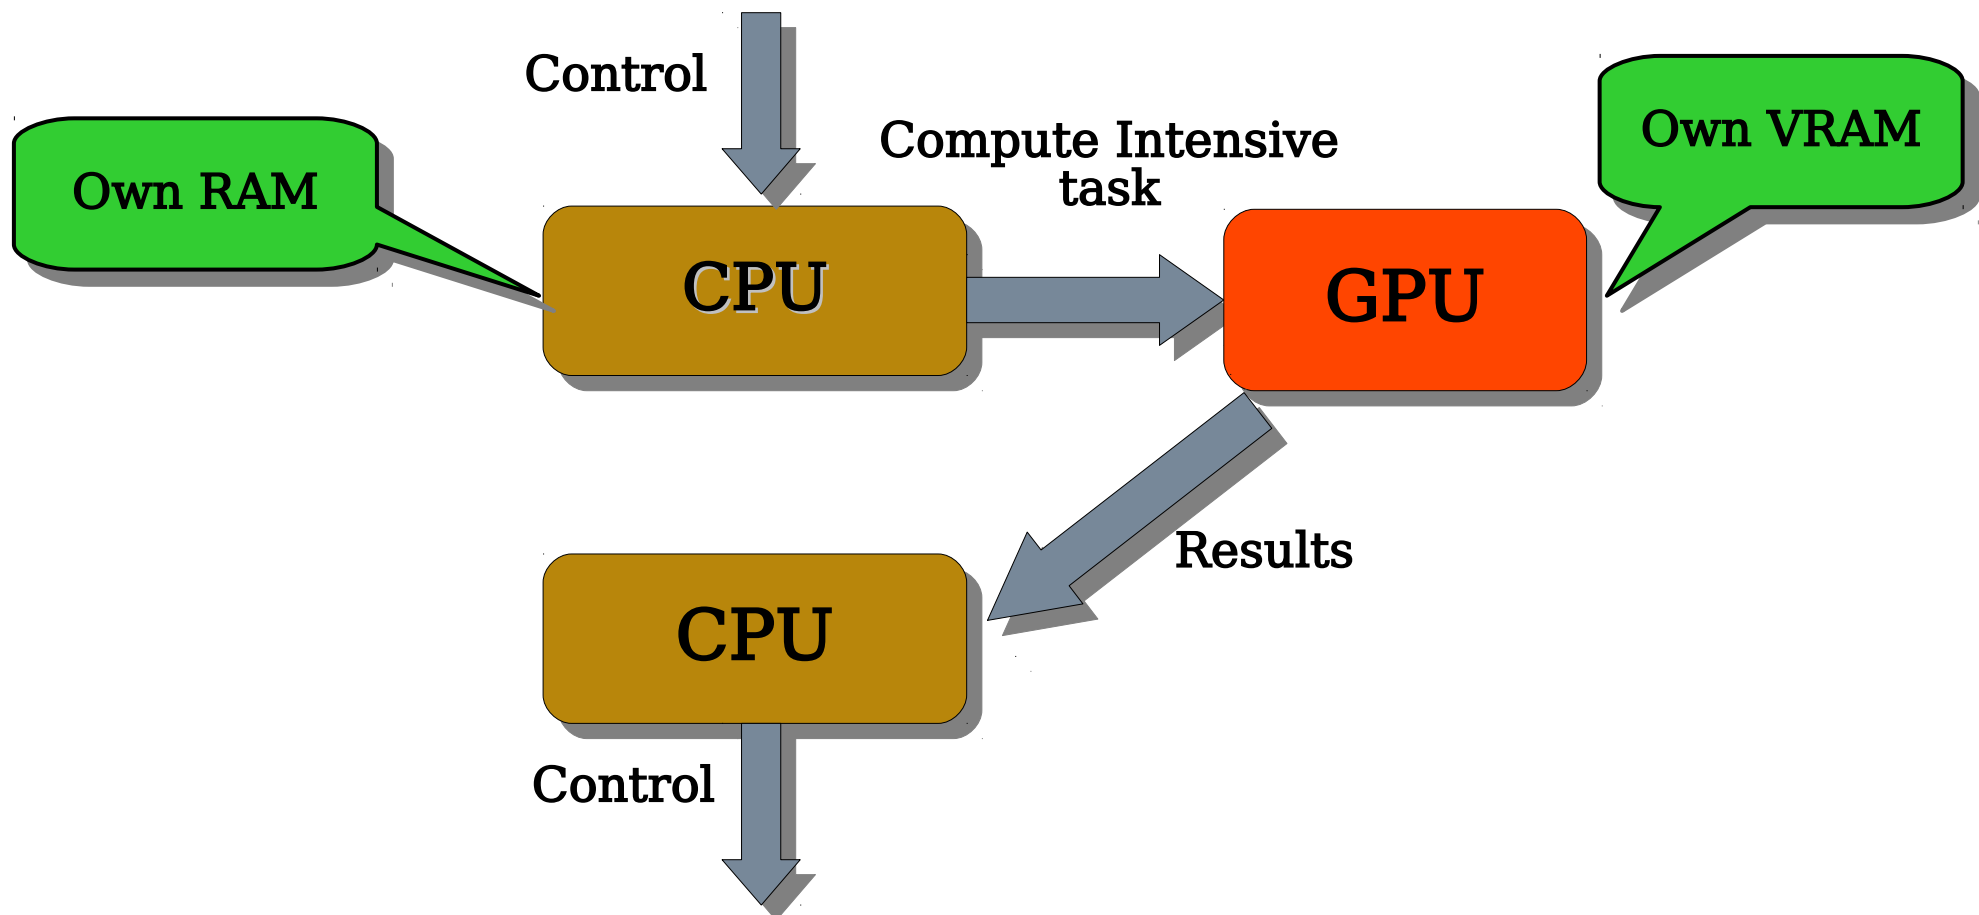 Control
Own RAM
Compute Intensive
task
Own VRAM
CPU
GPU
Results
CPU
Control